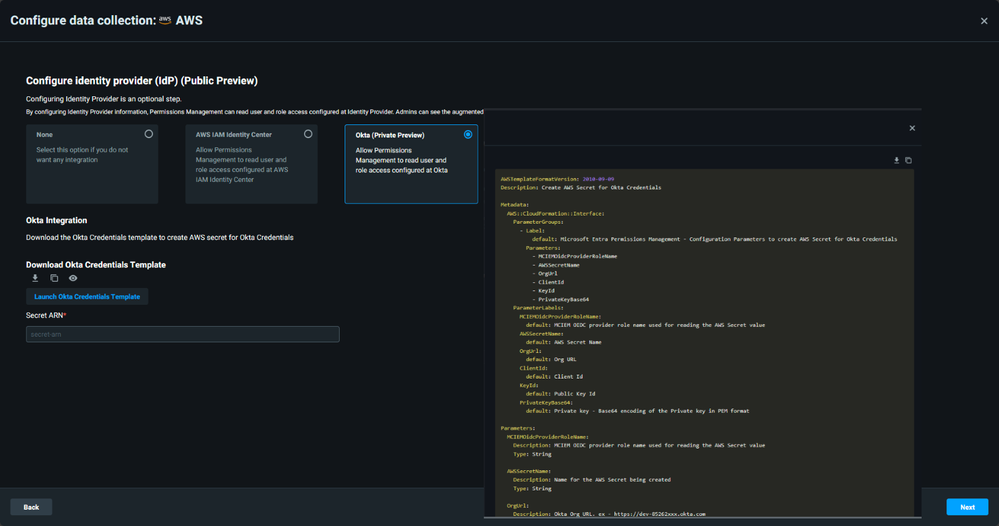 Configure data collection: aws AWS
Configure identity provider (IdP) (Public Preview)
Configuring Identity Provider is an optional step.
By configuring Identity Provider information, Permissions Management can read user and role access configured at Identity Provider. Admins can see the augmented
None
Select this option if you do not
want any integration
AWS IAM Identity Center
Allow Permissions
Management to read user and
role access configured at AWS
IAM Identity Center
Okta (Private Preview)
Allow Permissions
Management to read user and
role access configured at Okta
Okta Integration
Download the Okta Credentials template to create AWS secret for Okta Credentials
Download Okta Credentials Template
Launch Okta Credentials Template
Secret ARN*
secret arn
Back
AWSTemplateFormatVersion: 2010-09-09
Description: Create AWS Secret for Okta Credentials
Metadata:
AWS::CloudFormation::Interface:
ParameterGroups:
- Label:
default: Microsoft Entra Permissions Management - Configuration Parameters to create AWS Secret for Okta Credentials
Parameters:
- MCIEMOidcProviderRoleName
- AWSSecretName
- OrgUrl
- ClientId
- KeyId
- PrivateKeyBase64
ParameterLabels:
MCIEMOidcProviderRoleName:
default: MCIEM OIDC provider role name used for reading the AWS Secret value
AWSSecretName:
default: AWS Secret Name
OrgUrl:
default: Org URL
ClientId:
default: Client Id
KeyId:
default: Public Key Id
PrivateKeyBase64:
default: Private key - Base64 encoding of the Private key in PEM format
Parameters:
MCIEMOidcProviderRoleName:
Description: MCIEM OIDC provider role name used for reading the AWS Secret value
Type: String
AWSSecretName:
Description: Name for the AWS Secret being created
Type: String
OrgUrl:
Description: Okta Org URL. ex - https://dev-85262xxx.okta.com
Next